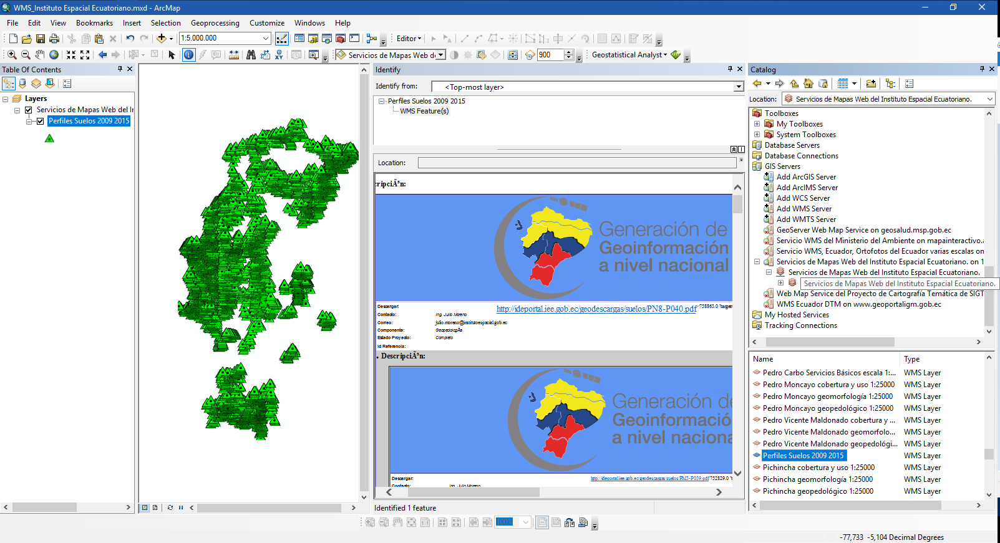 WMS_Instituto Espacial Ecuatoriano.mxd - ArcMap
File Edit View Bookmarks Insert Selection Geoprocessing Customize Windows Help
1:5.000.000
Editor
Servicios de Mapas Web d
900
Geostatistical Analyst
Table Of Contents
Layers
Servicios de Mapas Web del I
Perfiles Suelos 2009 2015
Identify
Identify from:
<Top-most layer>
Perfiles Suelos 2009 2015
WMS Feature(s)
Location:
cripciÃ³n:
Generación de
Geoinformación
a nivel nacional
Descargar:
http://ideportal.iee.gob.ec/geodescargas/suelos/PN8-P040.pdf
'758863.0 "target=
Contacto:
Ing. Julio Moreno
Correo:
julio.moreno@institutoespacial.gob.ec
Componente:
GeopedologÃ­a
Estado Proyecto:
Completo
Id Referencia:
DescripciÃ³n:
Generación de
Geoinformació
a nivel naciona
Descargar:
http://ideportal.iee.gob.ec/geodescargas/suelos/PM3-P039.pdf
'752829.0 "t
Contacto:
Ing. Julio Moreno
Identified 1 feature
100%
Catalog
Location:
Servicios de Mapas Web del Instituto Espacial Ecuatoriano.
Toolboxes
My Toolboxes
System Toolboxes
Database Servers
Database Connections
GIS Servers
Add ArcGIS Server
Add ArcIMS Server
Add WCS Server
Add WMS Server
Add WMTS Server
GeoServer Web Map Service on geosalud.msp.gob.ec
Servicio WMS del Ministerio del Ambiente on mapainteractivo.a
Servicio WMS, Ecuador, Ortofotos del Ecuador varias escalas on
Servicios de Mapas Web del Instituto Espacial Ecuatoriano. on 1
Servicios de Mapas Web del Instituto Espacial Ecuatoriano.
Servicios de Mapas Web del Instituto Espacial Ecuatoriano.
Web Map Service del Proyecto de Cartografía Temática de SIGT
WMS Ecuador DTM on www.geoportaligm.gob.ec
My Hosted Services
Tracking Connections
Name Type
Pedro Carbo Servicios Básicos escala 1:... WMS Layer
Pedro Moncayo cobertura y uso 1:25000 WMS Layer
Pedro Moncayo geomorfología 1:25000 WMS Layer
Pedro Moncayo geopedológico 1:25000 WMS Layer
Pedro Vicente Maldonado cobertura y ... WMS Layer
Pedro Vicente Maldonado geomorfolo... WMS Layer
Pedro Vicente Maldonado geopedológi... WMS Layer
Perfiles Suelos 2009 2015 WMS Layer
Pichincha cobertura y uso 1:25000 WMS Layer
Pichincha geomorfología 1:25000 WMS Layer
Pichincha geopedológico 1:25000 WMS Layer
-77,733 -5,104 Decimal Degrees